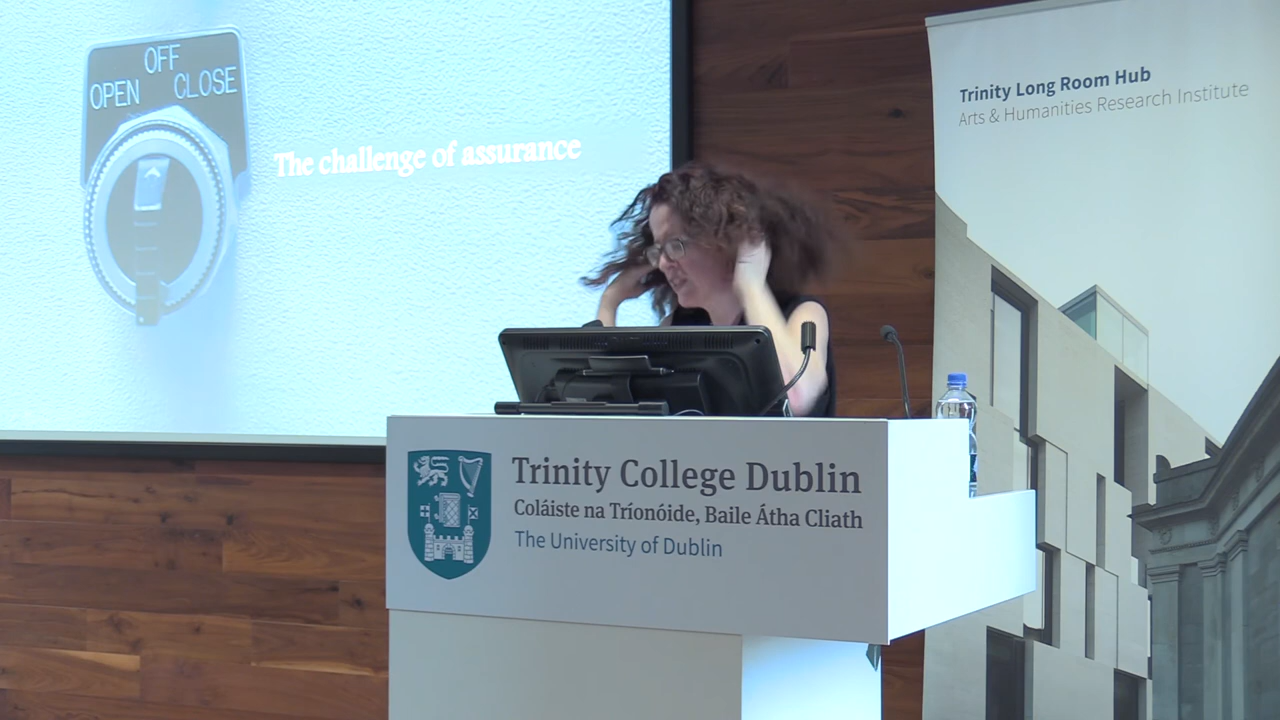 OFF
OPEN CLOSE
The challenge of assurance
Trinity Long Room Hub
Arts & Humanities Research Institute
Trinity College Dublin
Coláiste na Tríonóide, Baile Átha Cliath
The University of Dublin